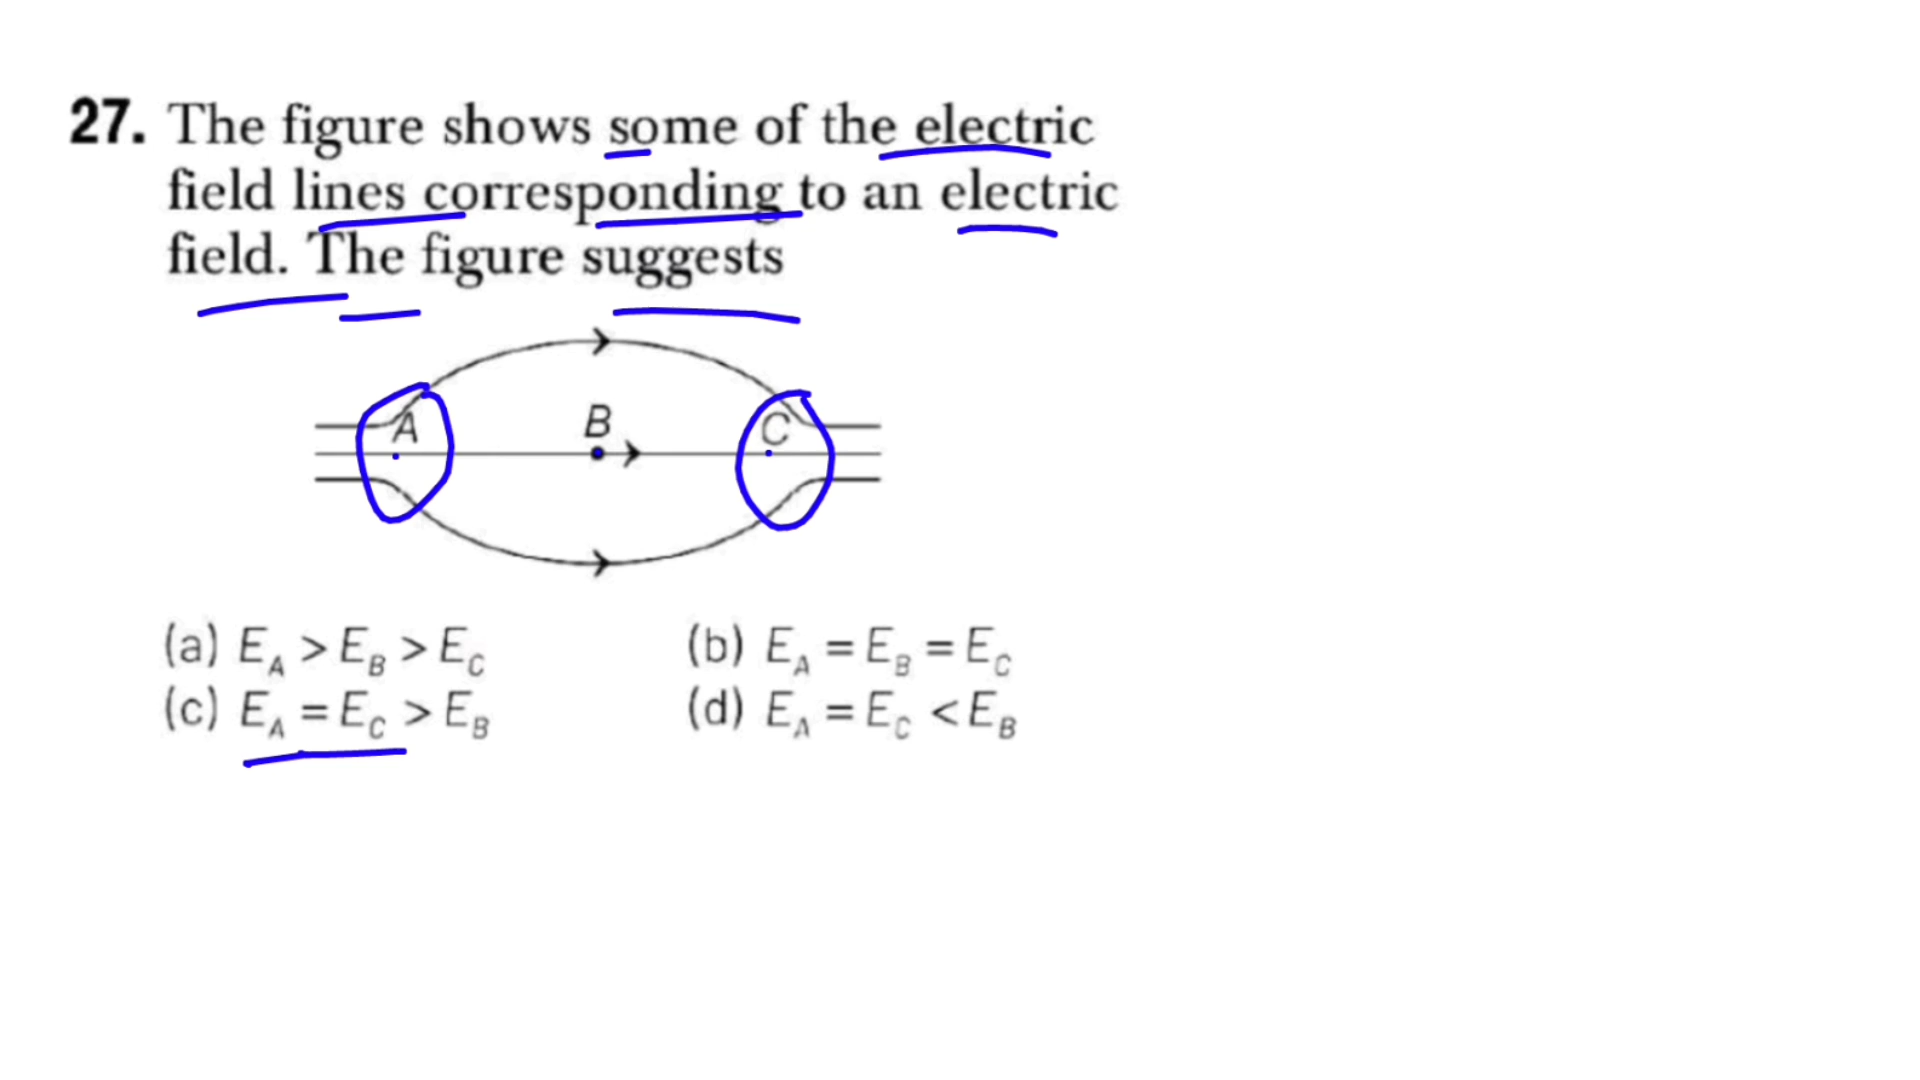 27. The figure shows some of the electric
field lines corresponding to an electric
field. The figure suggests
A B C
(a) E_A > E_B > E_C (b) E_A = E_B = E_C
(c) E_A = E_C > E_B (d) E_A = E_C < E_B